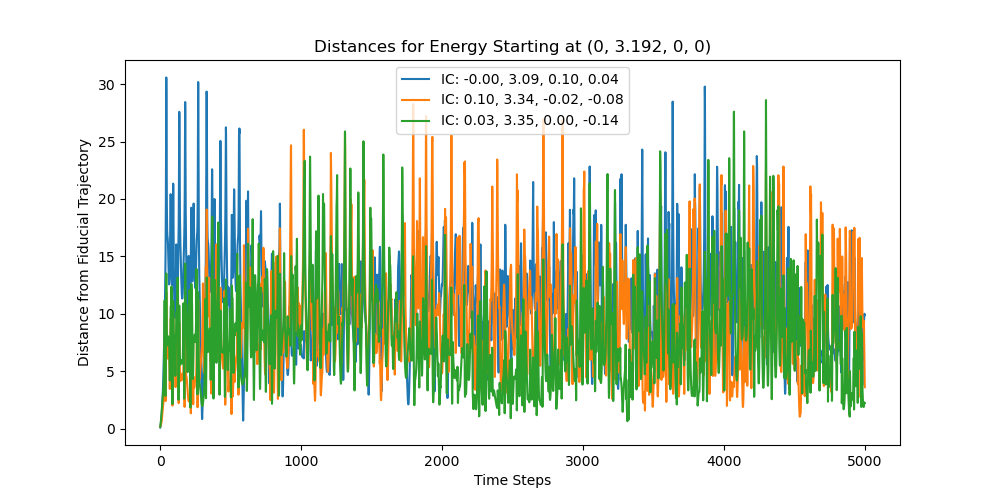 Distances for Energy Starting at (0, 3.192, 0, 0)
IC: -0.00, 3.09, 0.10, 0.04
IC: 0.10, 3.34, -0.02, -0.08
IC: 0.03, 3.35, 0.00, -0.14
Distance from Fiducial Trajectory
30
25
20
15
10
5
0
0 1000 2000 3000 4000 5000
Time Steps